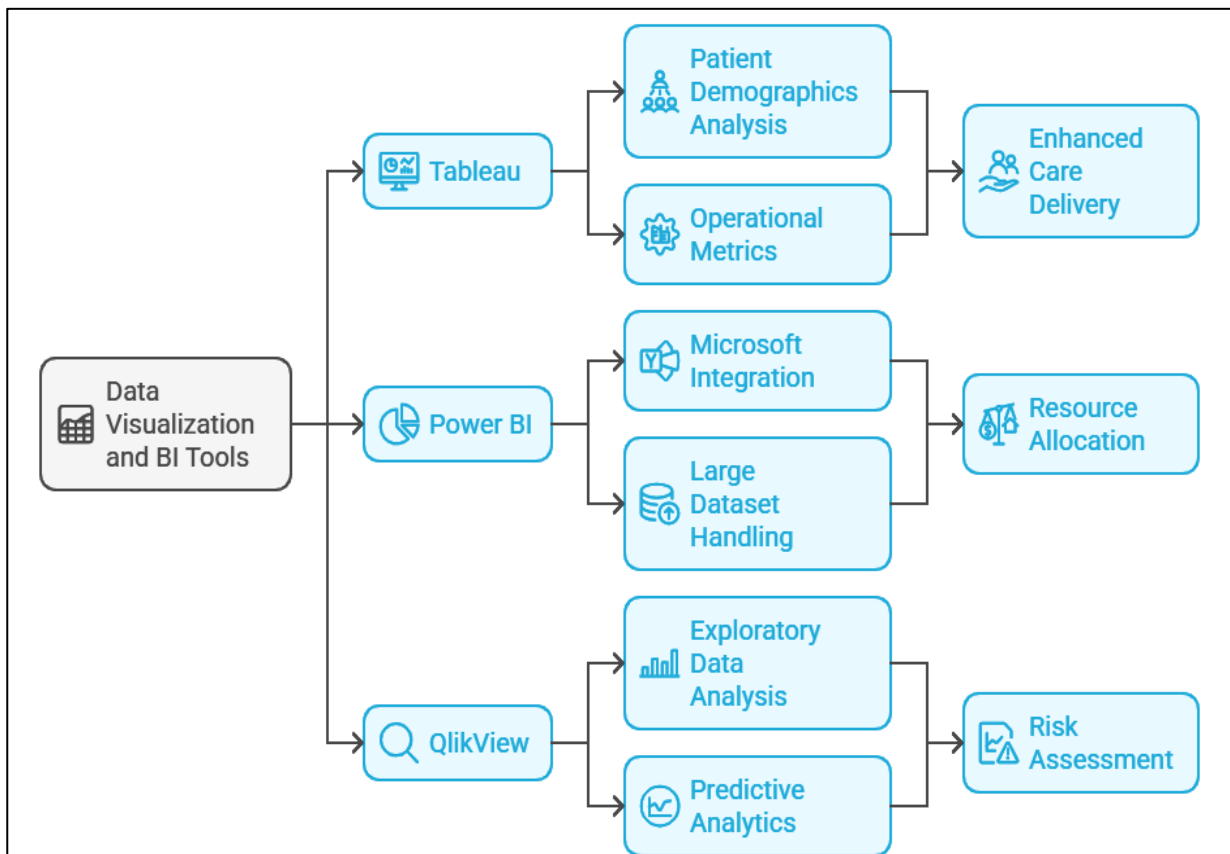 Data
Visualization
and BI Tools
Tableau
Patient
Demographics
Analysis
Operational
Metrics
Enhanced
Care
Delivery
Power BI
Microsoft
Integration
Large
Dataset
Handling
Resource
Allocation
QlikView
Exploratory
Data
Analysis
Predictive
Analytics
Risk
Assessment